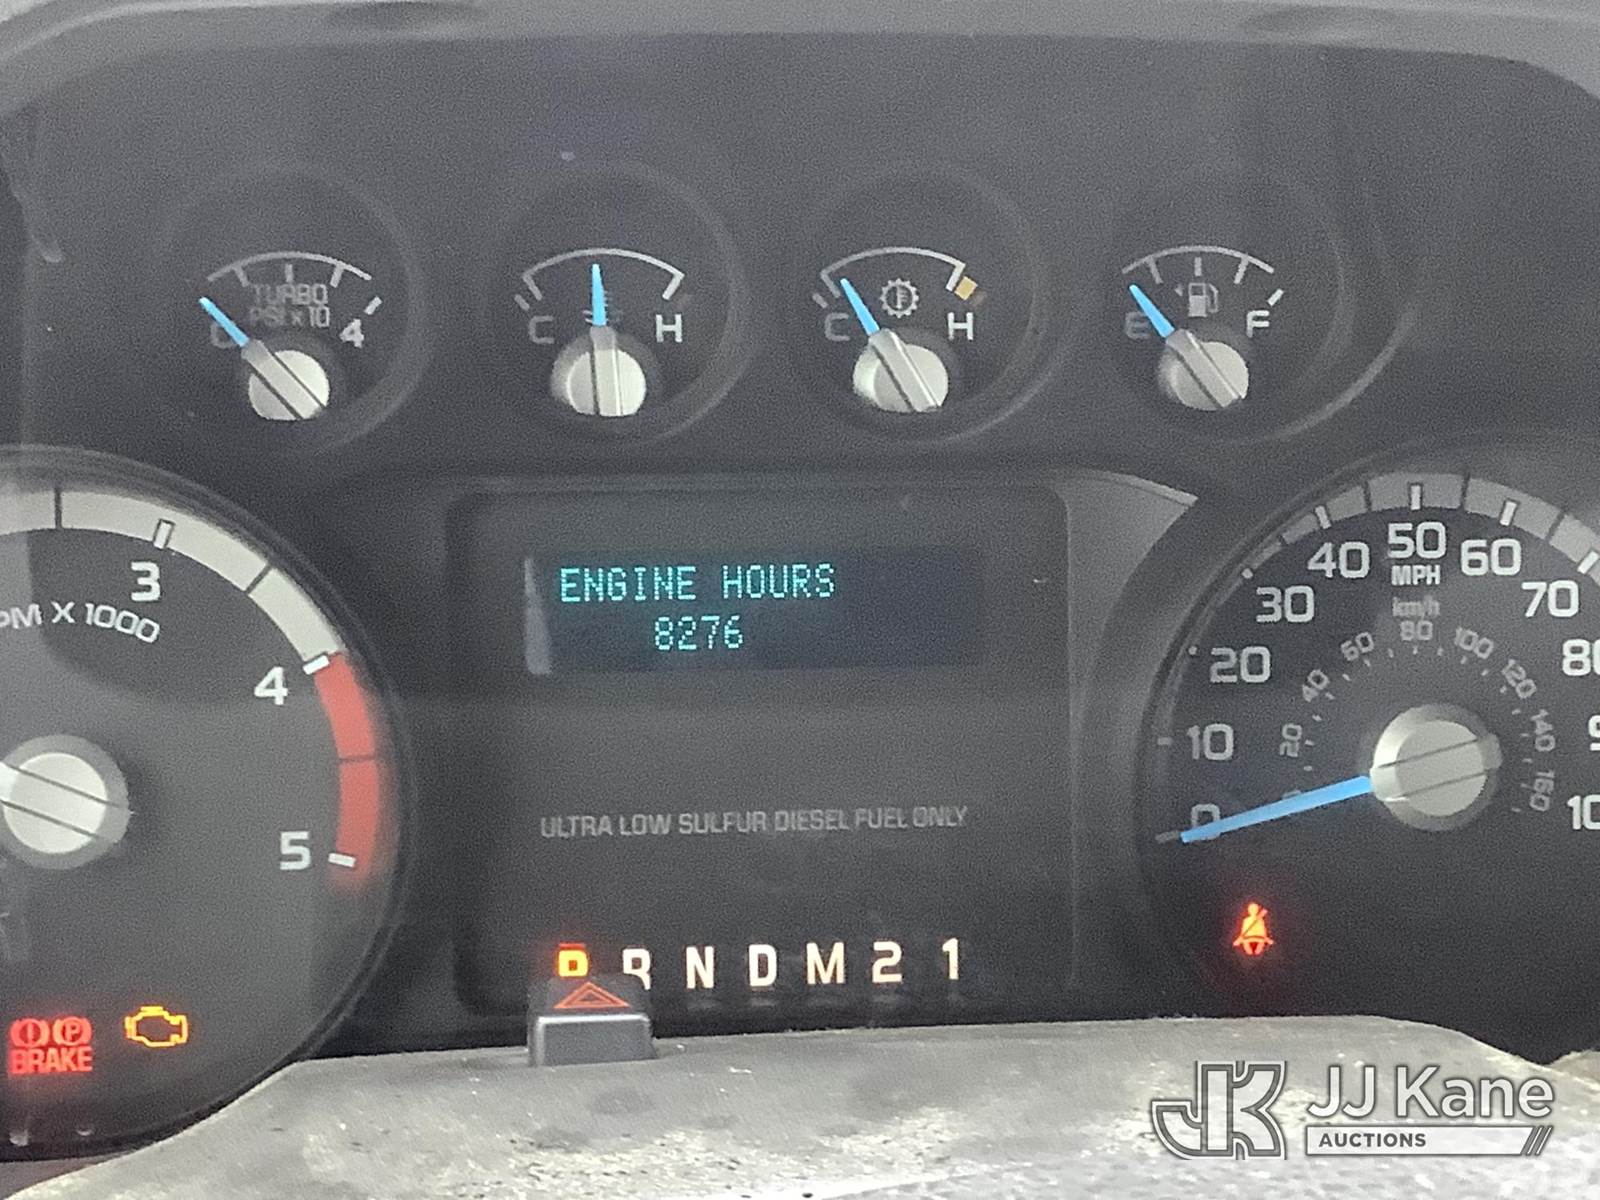 TURBO
PSI x 10
0 4
C H
C H
E F
3
4
5
PM X 1000
ENGINE HOURS
8276
ULTRA LOW SULFUR DIESEL FUEL ONLY
P R N D M 2 1
BRAKE
0 10 20 30 40 50 60 70 80
MPH
km/h
20 40 60 80 100 120 140 160
JJ Kane
AUCTIONS